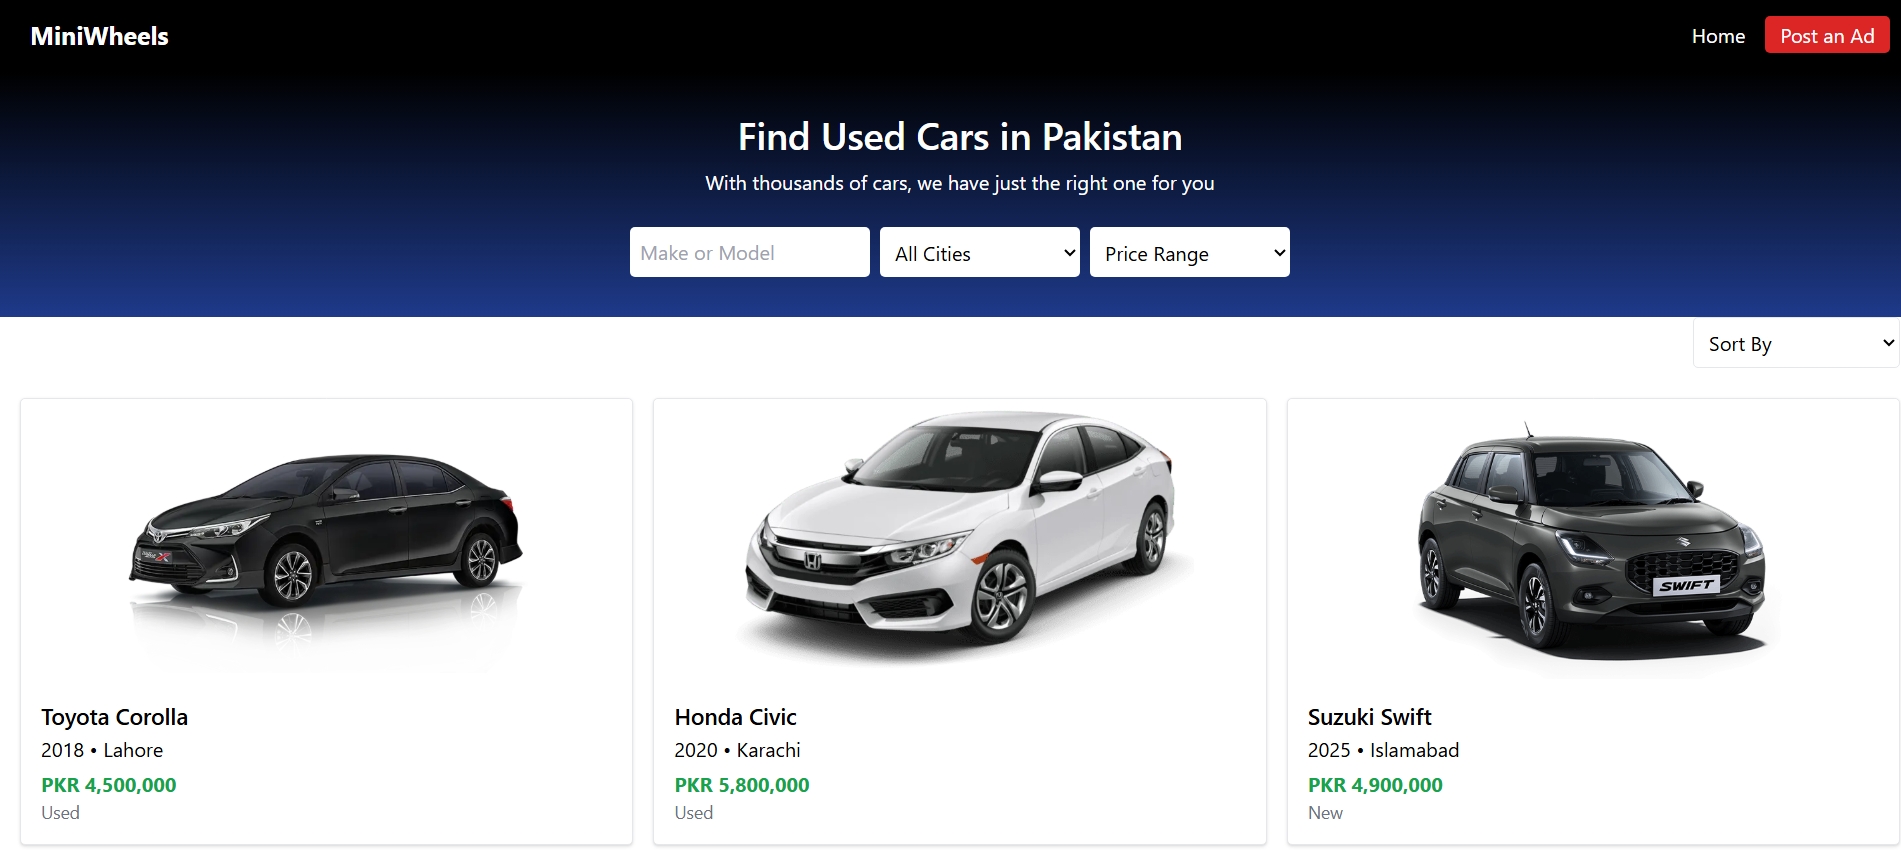 MiniWheels
Home
Post an Ad
Find Used Cars in Pakistan
With thousands of cars, we have just the right one for you
Make or Model
All Cities
Price Range
Sort By
SWIFT
Toyota Corolla
2018 • Lahore
PKR 4,500,000
Used
Honda Civic
2020 • Karachi
PKR 5,800,000
Used
Suzuki Swift
2025 • Islamabad
PKR 4,900,000
New